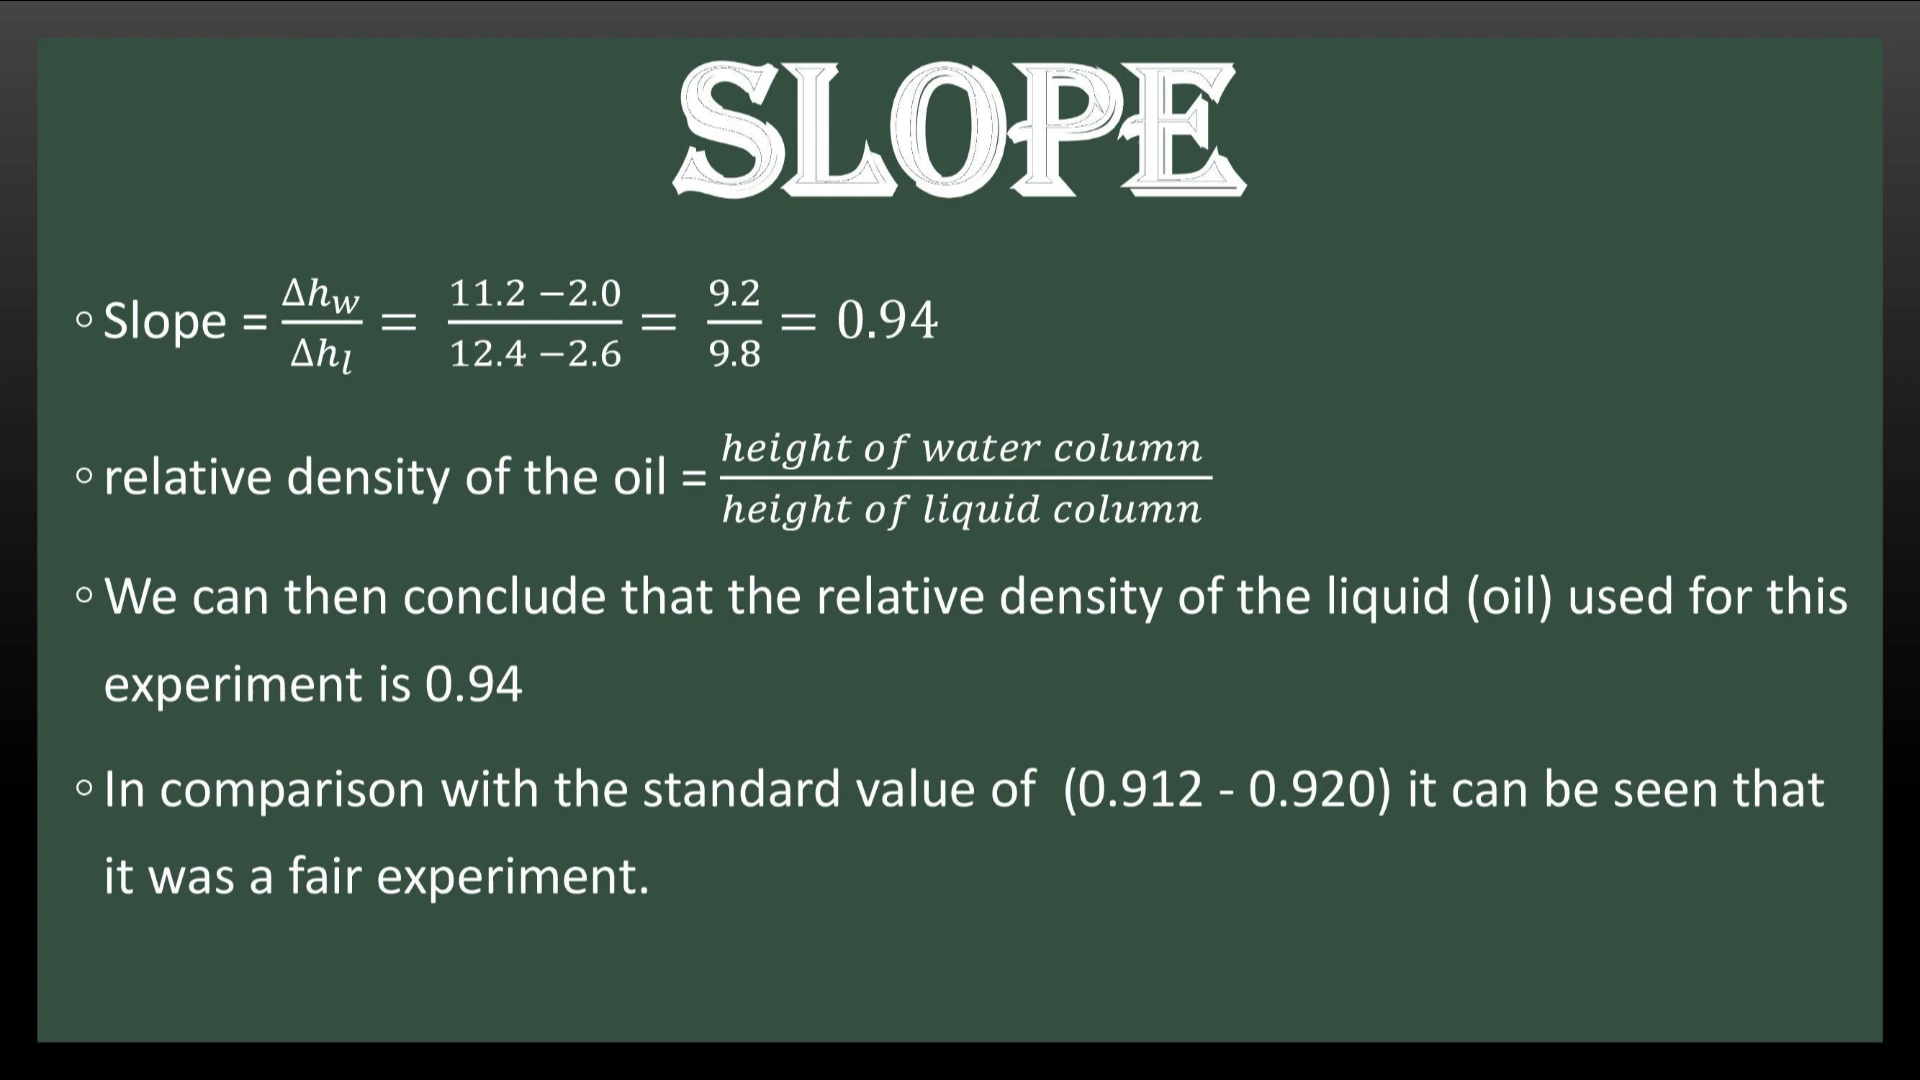 SLOPE
◦ Slope = Δh_w / Δh_l = 11.2 −2.0 / 12.4 −2.6 = 9.2 / 9.8 = 0.94
◦ relative density of the oil = height of water column / height of liquid column
◦ We can then conclude that the relative density of the liquid (oil) used for this
experiment is 0.94
◦ In comparison with the standard value of (0.912 - 0.920) it can be seen that
it was a fair experiment.